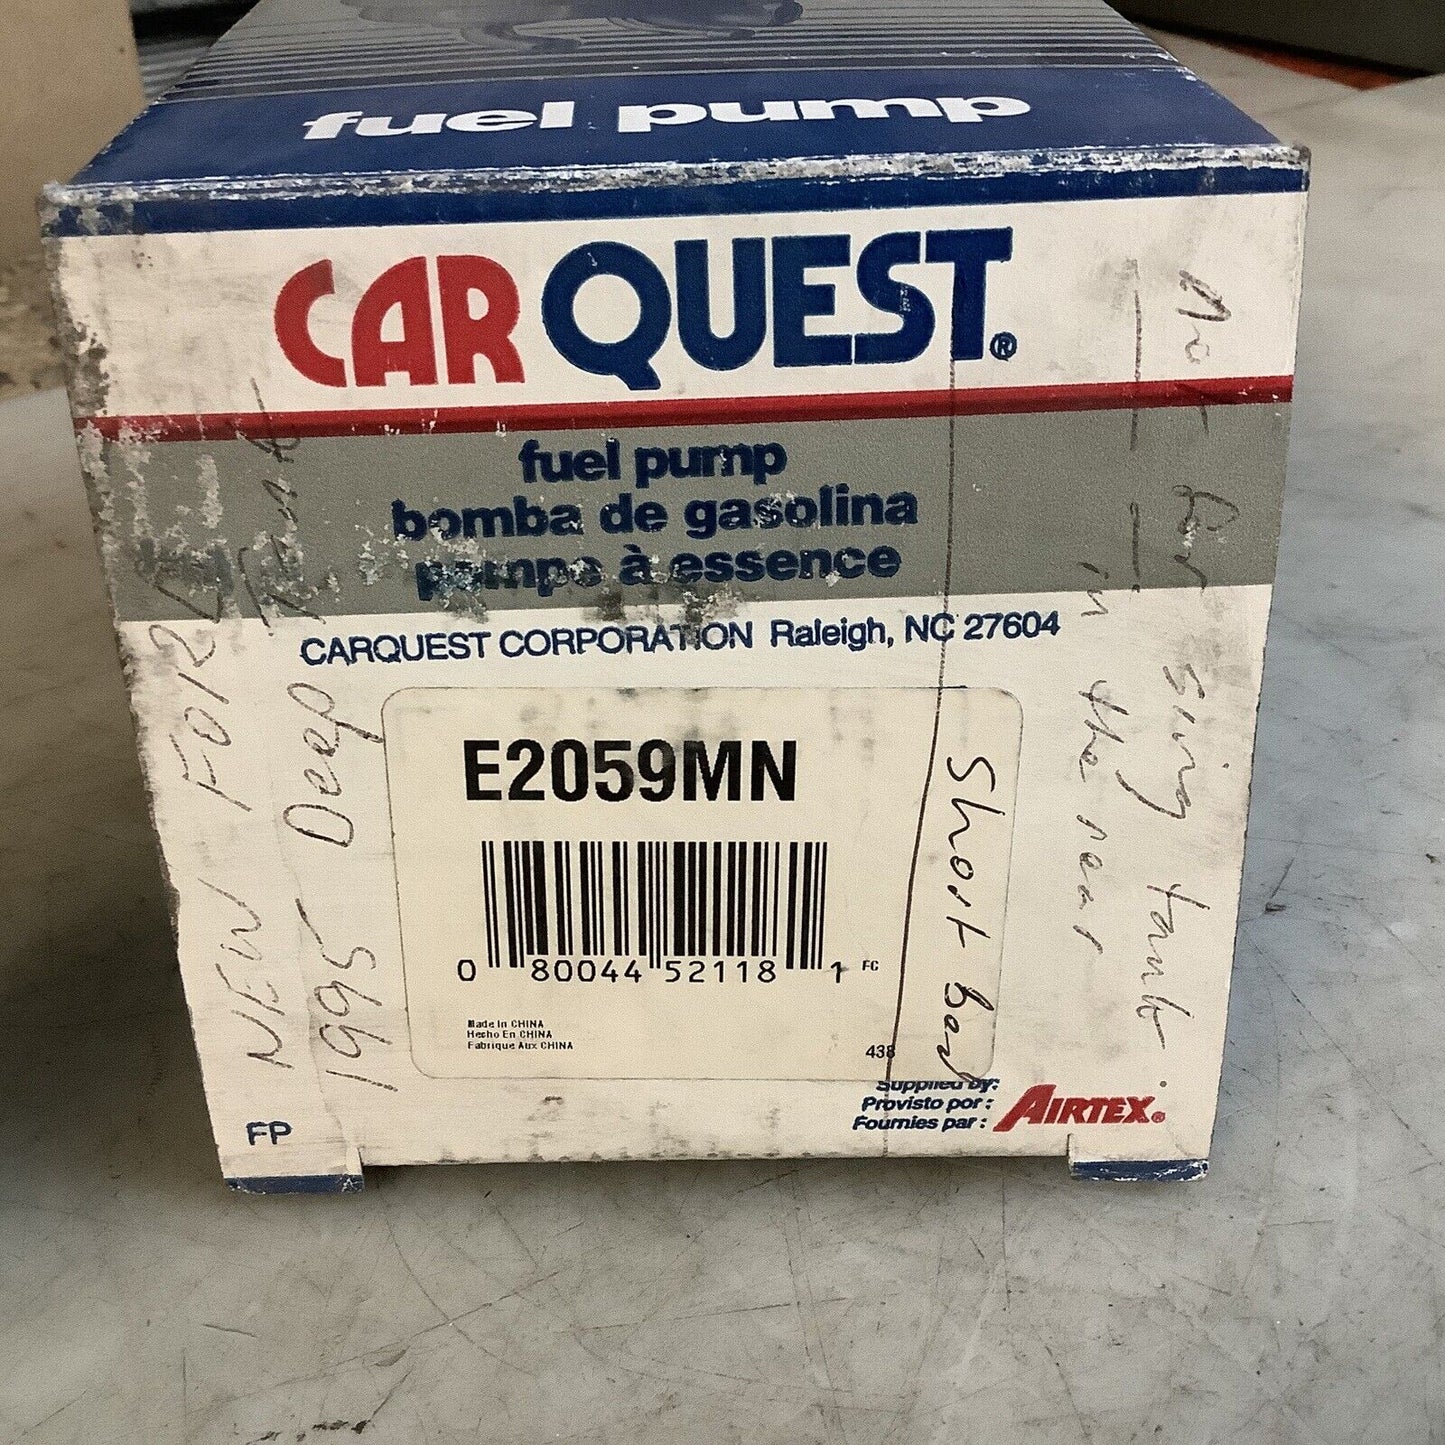 fuel pump
CARQUEST®
fuel pump
bomba de gasolina
pompe à essence
CARQUEST CORPORATION Raleigh, NC 27604
E2059MN
0 80044 52118 1 FC
Made In CHINA
Hecho En CHINA
Fabrique Aux CHINA
438
Supplied by:
Provisto por:
Fournies par:
AIRTEX®
FP
NEW FORD
1995 Deep Tank
Short Bed
in the rear
No for sing tank